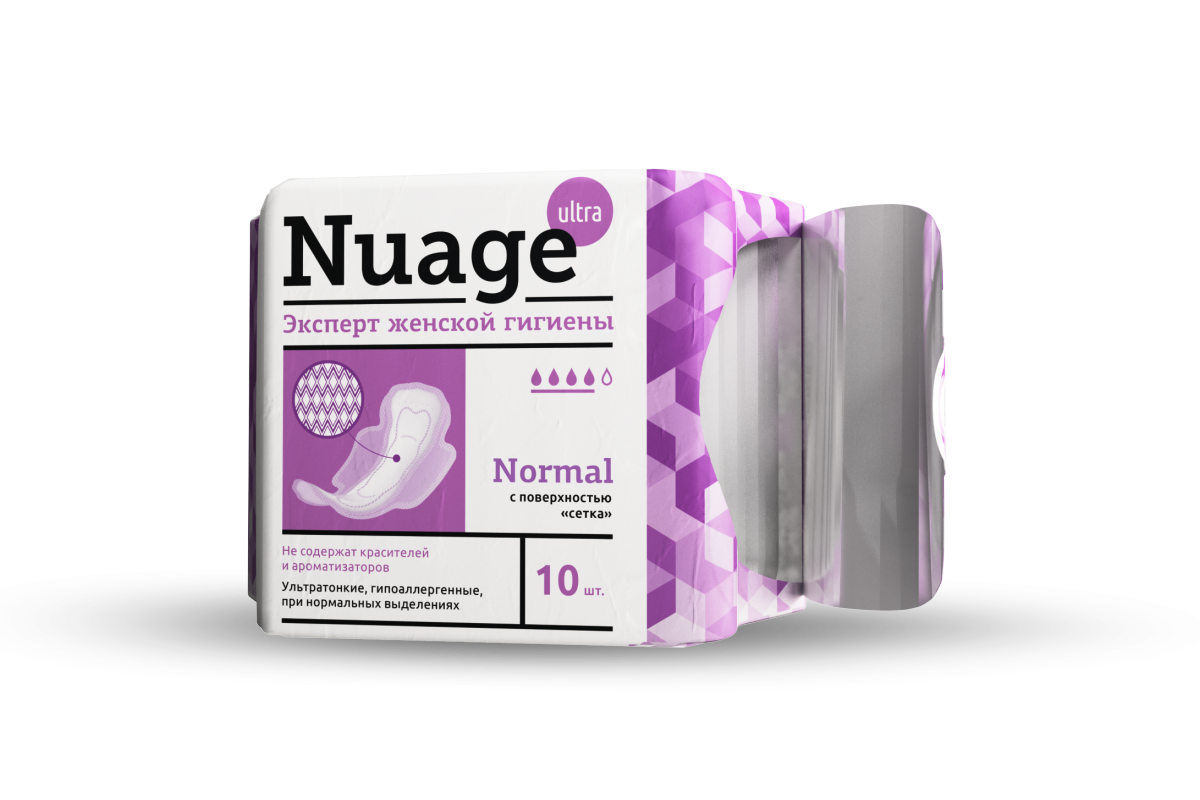 ultra
Nuage
Эксперт женской гигиены
Normal
с поверхностью
«сетка»
Не содержат красителей
и ароматизаторов
Ультратонкие, гипоаллергенные,
при нормальных выделениях
10 шт.